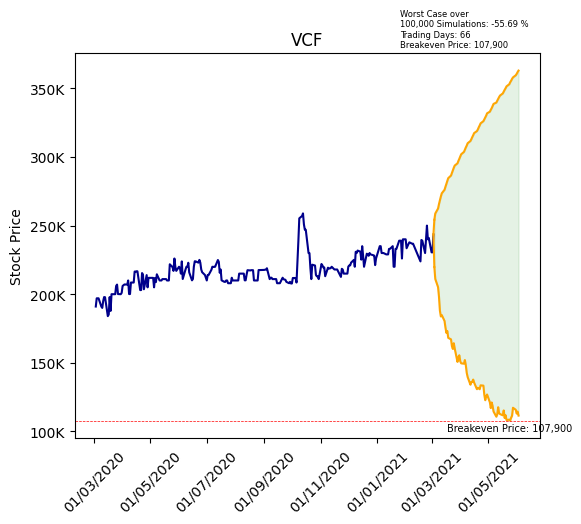 Worst Case over
100,000 Simulations: -55.69 %
Trading Days: 66
Breakeven Price: 107,900
VCF
Stock Price
350K
300K
250K
200K
150K
100K
Breakeven Price: 107,900
01/03/2020
01/05/2020
01/07/2020
01/09/2020
01/11/2020
01/01/2021
01/03/2021
01/05/2021